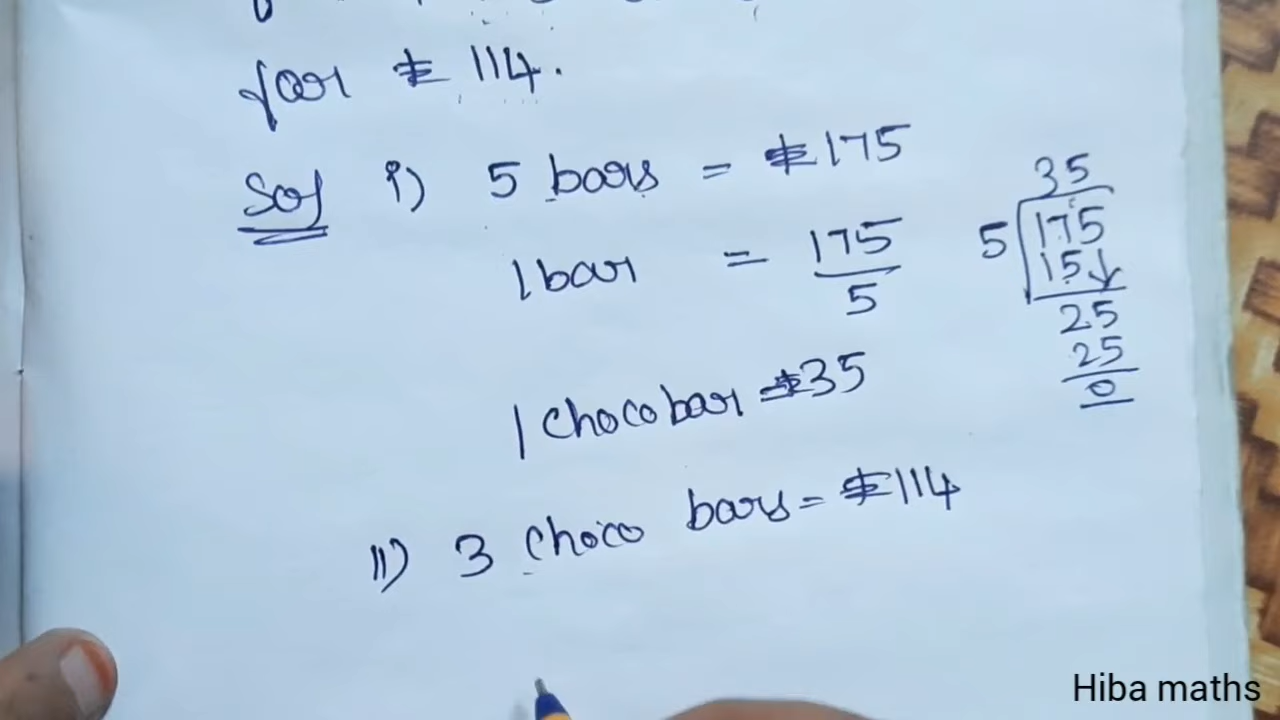 for ₹ 114.
Sol i) 5 bars = ₹175
1 bar = 175/5
1 Chocobar = ₹35
ii) 3 Choco bars = ₹114
35
5 175
15↓
25
25
0
Hiba maths